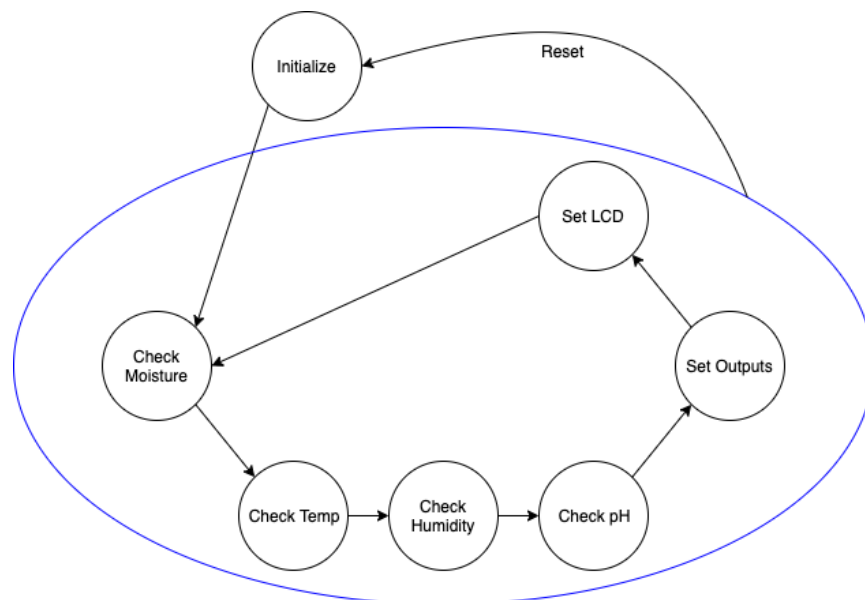 Initialize
Reset
Set LCD
Check
Moisture
Set Outputs
Check Temp
Check
Humidity
Check pH